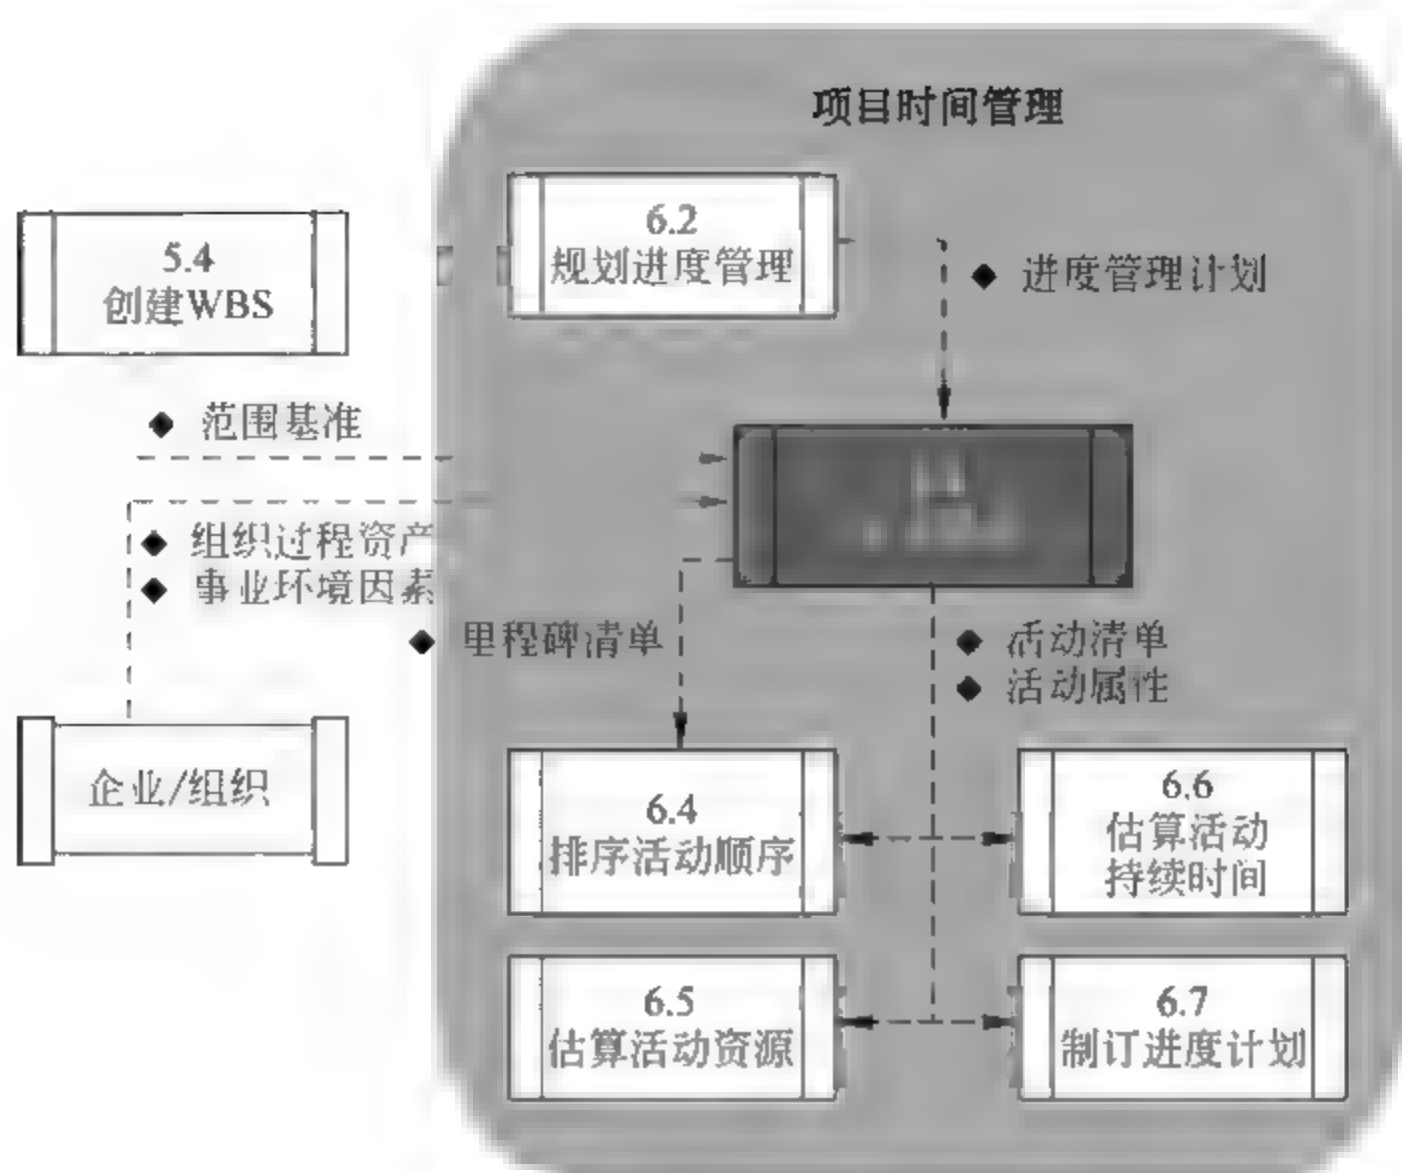 项目时间管理
6.2
规划进度管理
5.4
创建WBS
进度管理计划
范围基准
组织过程资产
事业环境因素
里程碑清单
活动清单
活动属性
企业/组织
6.4
排序活动顺序
6.6
估算活动
持续时间
6.5
估算活动资源
6.7
制订进度计划